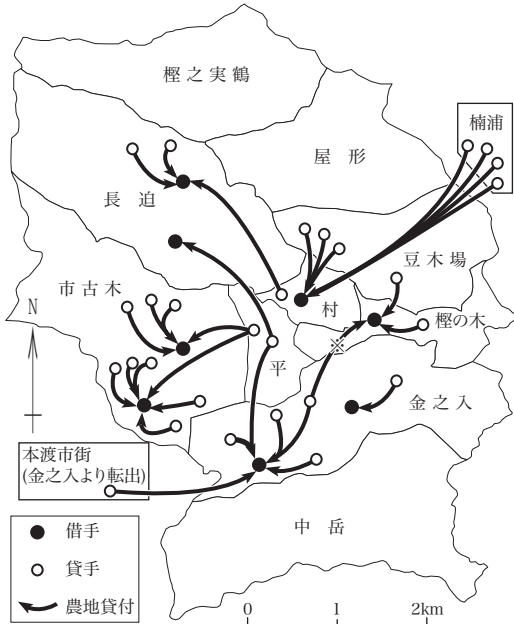 樫之実鶴
楠浦
屋形
長迫
豆木場
市古木
村
樫の木
N
平
※
金之入
本渡市街
(金之入より転出)
中岳
借手
貸手
農地貸付
0 1 2km